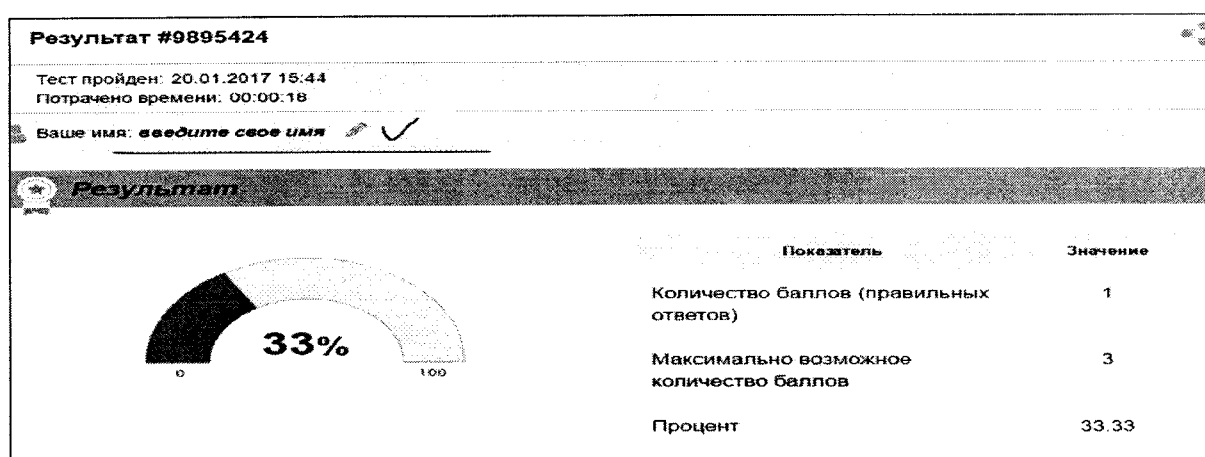 Результат #9895424
Тест пройден: 20.01.2017 15:44
Потрачено времени: 00:00:18
Ваше имя: введите свое имя
Результат
Показатель Значение
33%
0 100
Количество баллов (правильных ответов) 1
Максимально возможное количество баллов 3
Процент 33.33